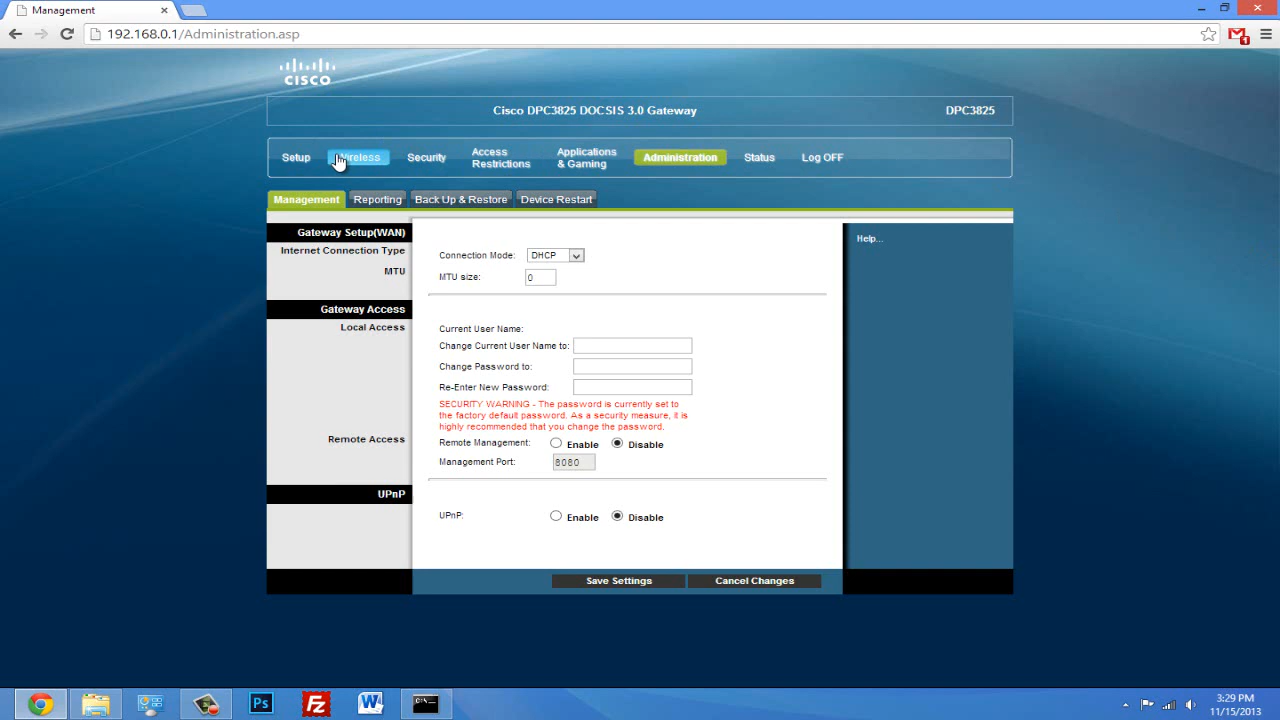 Management
192.168.0.1/Administration.asp
1
CISCO
Cisco DPC3825 DOCSIS 3.0 Gateway DPC3825
Setup Wireless Security Access Restrictions Applications & Gaming Administration Status Log OFF
Management Reporting Back Up & Restore Device Restart
Gateway Setup(WAN)
Help...
Internet Connection Type
Connection Mode: DHCP
MTU
MTU size: 0
Gateway Access
Local Access
Current User Name:
Change Current User Name to:
Change Password to:
Re-Enter New Password:
SECURITY WARNING - The password is currently set to
the factory default password. As a security measure, it is
highly recommended that you change the password.
Remote Access
Remote Management: Enable Disable
Management Port: 8080
UPnP
UPnP: Enable Disable
Save Settings Cancel Changes
Ps
Fz
W
C:\.
3:29 PM
11/15/2013